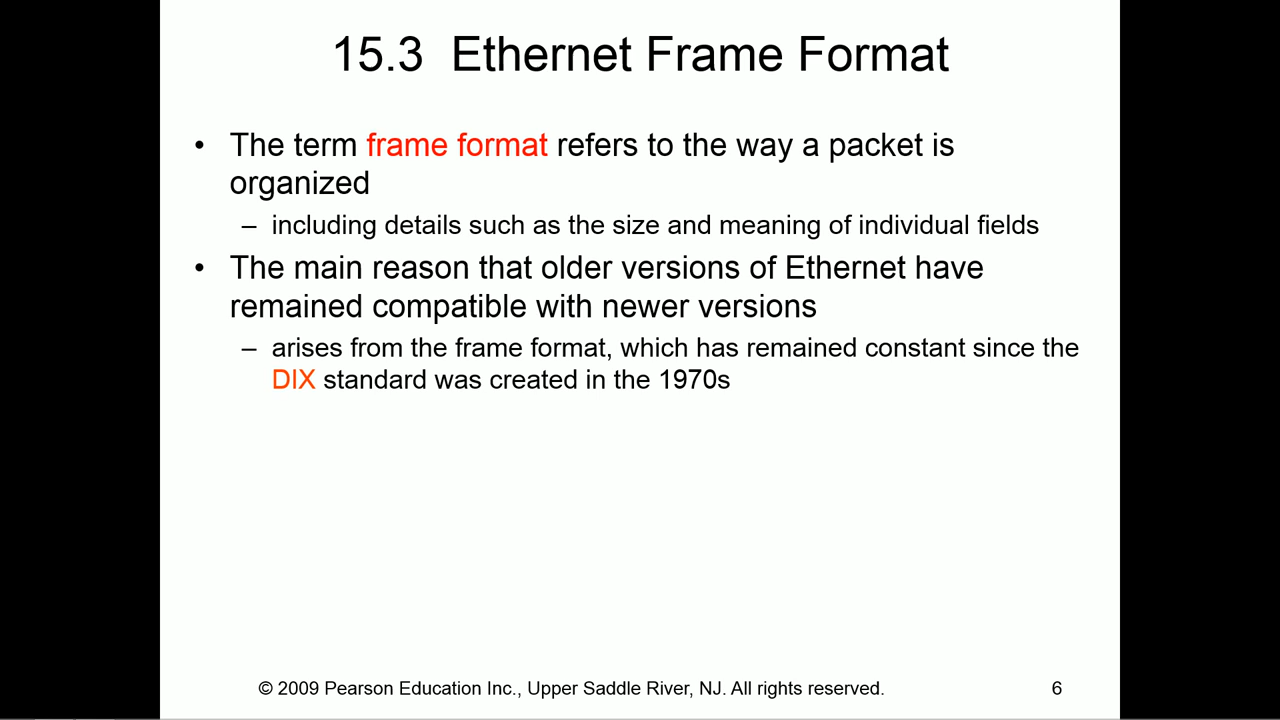 15.3 Ethernet Frame Format
• The term frame format refers to the way a packet is
organized
– including details such as the size and meaning of individual fields
• The main reason that older versions of Ethernet have
remained compatible with newer versions
– arises from the frame format, which has remained constant since the
DIX standard was created in the 1970s
© 2009 Pearson Education Inc., Upper Saddle River, NJ. All rights reserved.
6